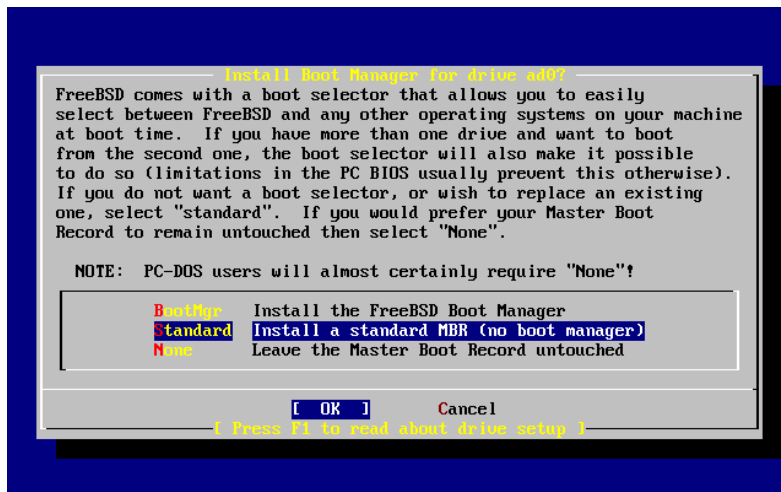 Install Boot Manager for drive ad0?
FreeBSD comes with a boot selector that allows you to easily
select between FreeBSD and any other operating systems on your machine
at boot time.  If you have more than one drive and want to boot
from the second one, the boot selector will also make it possible
to do so (limitations in the PC BIOS usually prevent this otherwise).
If you do not want a boot selector, or wish to replace an existing
one, select "standard".  If you would prefer your Master Boot
Record to remain untouched then select "None".
NOTE:  PC-DOS users will almost certainly require "None"!
BootMgr   Install the FreeBSD Boot Manager
Standard  Install a standard MBR (no boot manager)
None      Leave the Master Boot Record untouched
[  OK  ]       Cancel
[ Press F1 to read about drive setup ]